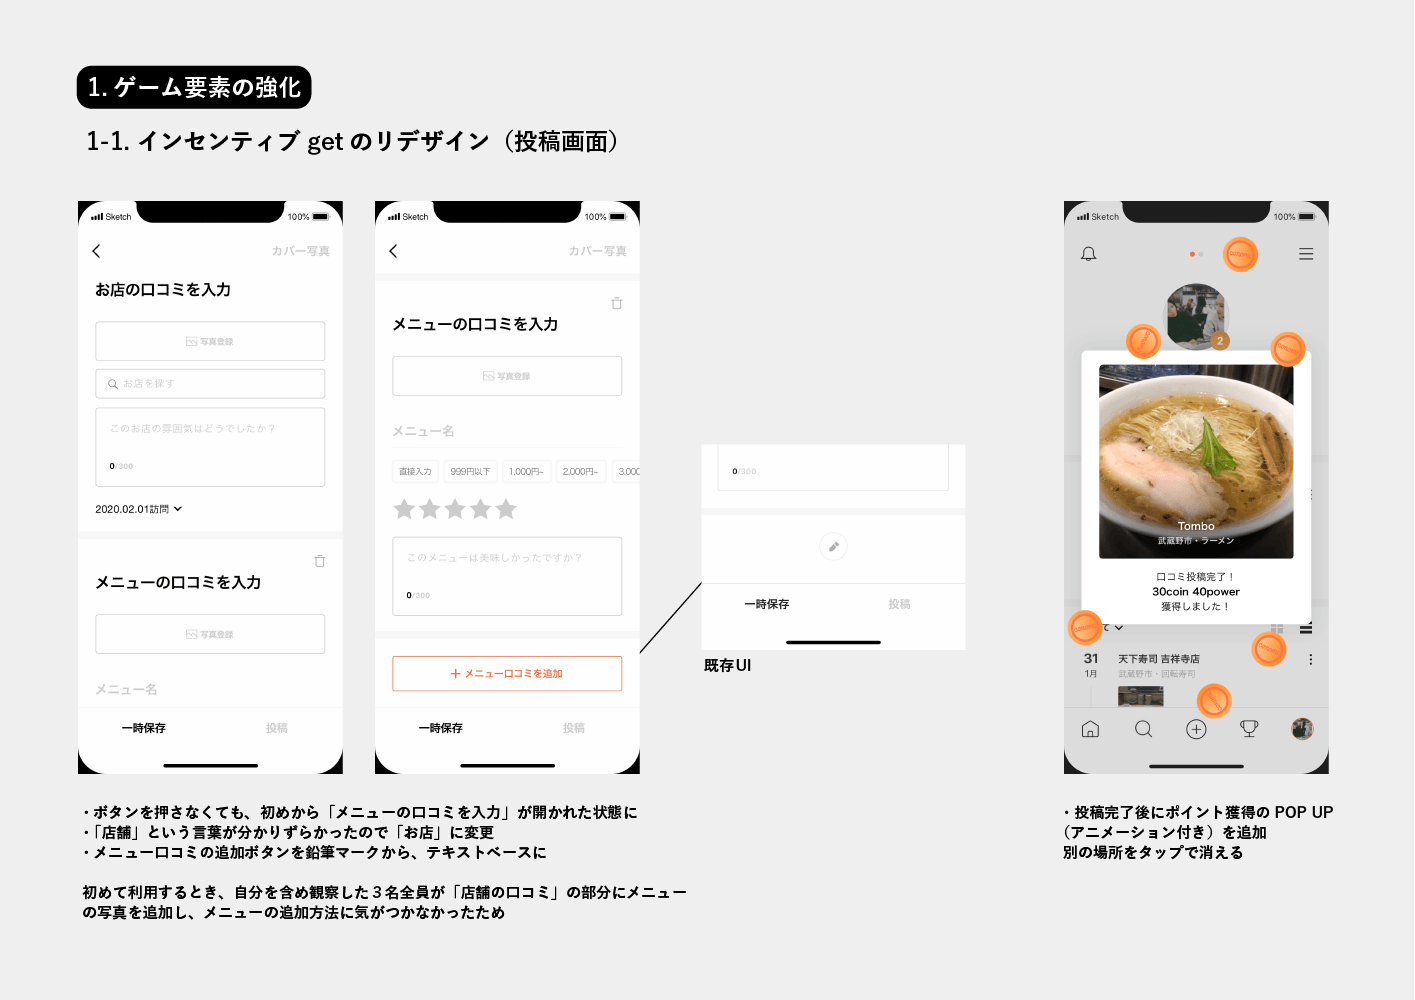 1. ゲーム要素の強化
1-1. インセンティブ get のリデザイン（投稿画面）
Sketch
100%
カバー写真
お店の口コミを入力
写真登録
お店を探す
このお店の雰囲気はどうでしたか？
0/300
2020.02.01訪問
メニューの口コミを入力
写真登録
メニュー名
一時保存
投稿
Sketch
100%
カバー写真
メニューの口コミを入力
写真登録
メニュー名
直接入力
999円以下
1,000円~
2,000円~
3,000
このメニューは美味しかったですか？
0/300
＋ メニュー口コミを追加
一時保存
投稿
0/300
一時保存
投稿
既存UI
Sketch
100%
2
Tombo
武蔵野市・ラーメン
口コミ投稿完了！
30coin 40power
獲得しました！
て
31
1月
天下寿司 吉祥寺店
武蔵野市・回転寿司
・ボタンを押さなくても、初めから「メニューの口コミを入力」が開かれた状態に
・「店舗」という言葉が分かりずらかったので「お店」に変更
・メニュー口コミの追加ボタンを鉛筆マークから、テキストベースに
初めて利用するとき、自分を含め観察した３名全員が「店舗の口コミ」の部分にメニュー
の写真を追加し、メニューの追加方法に気がつかなかったため
・投稿完了後にポイント獲得の POP UP
（アニメーション付き）を追加
別の場所をタップで消える